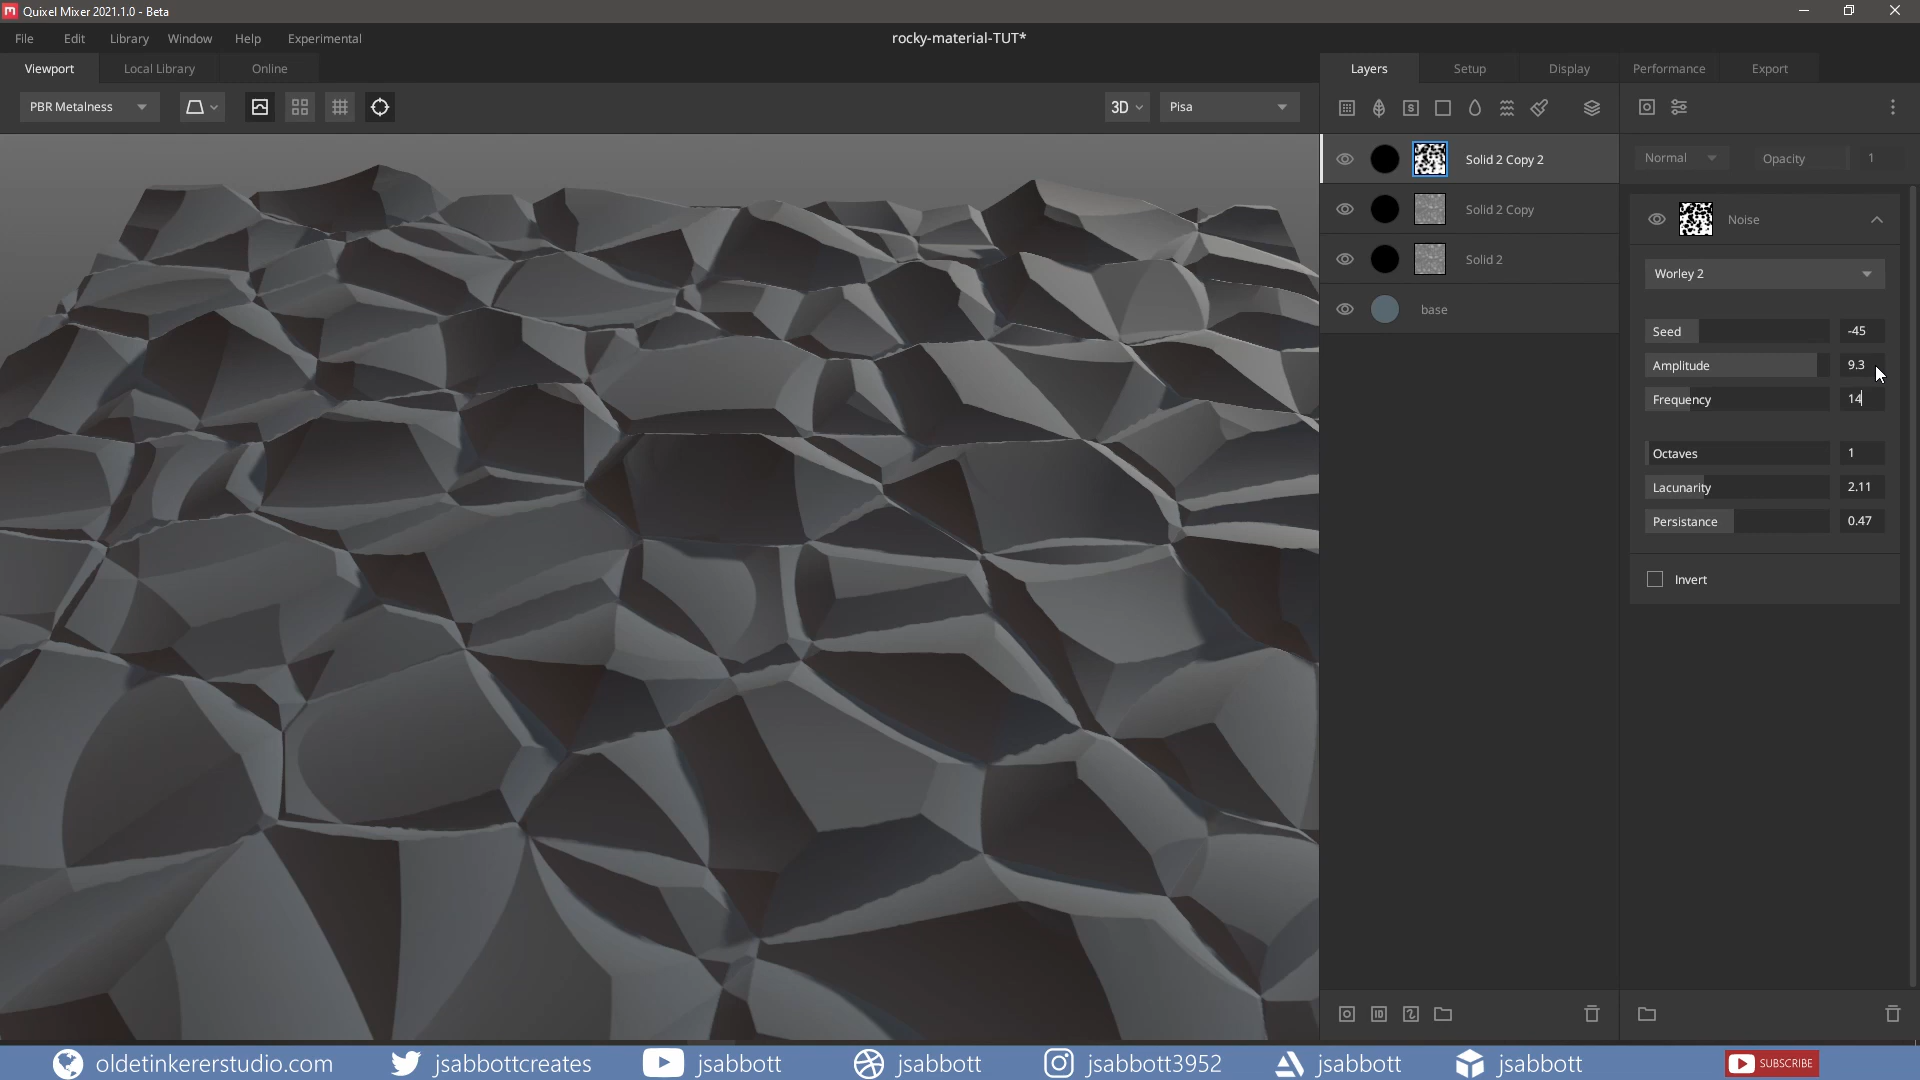 Quixel Mixer 2021.1.0 - Beta
File Edit Library Window Help Experimental
rocky-material-TUT*
Viewport Local Library Online
Layers Setup Display Performance Export
PBR Metalness
3D
Pisa
Normal
Opacity 1
Solid 2 Copy 2
Solid 2 Copy
Solid 2
base
Noise
Worley 2
Seed -45
Amplitude 9.3
Frequency 14
Octaves 1
Lacunarity 2.11
Persistance 0.47
Invert
oldetinkererstudio.com jsabbottcreates jsabbott jsabbott jsabbott3952 jsabbott jsabbott SUBSCRIBE